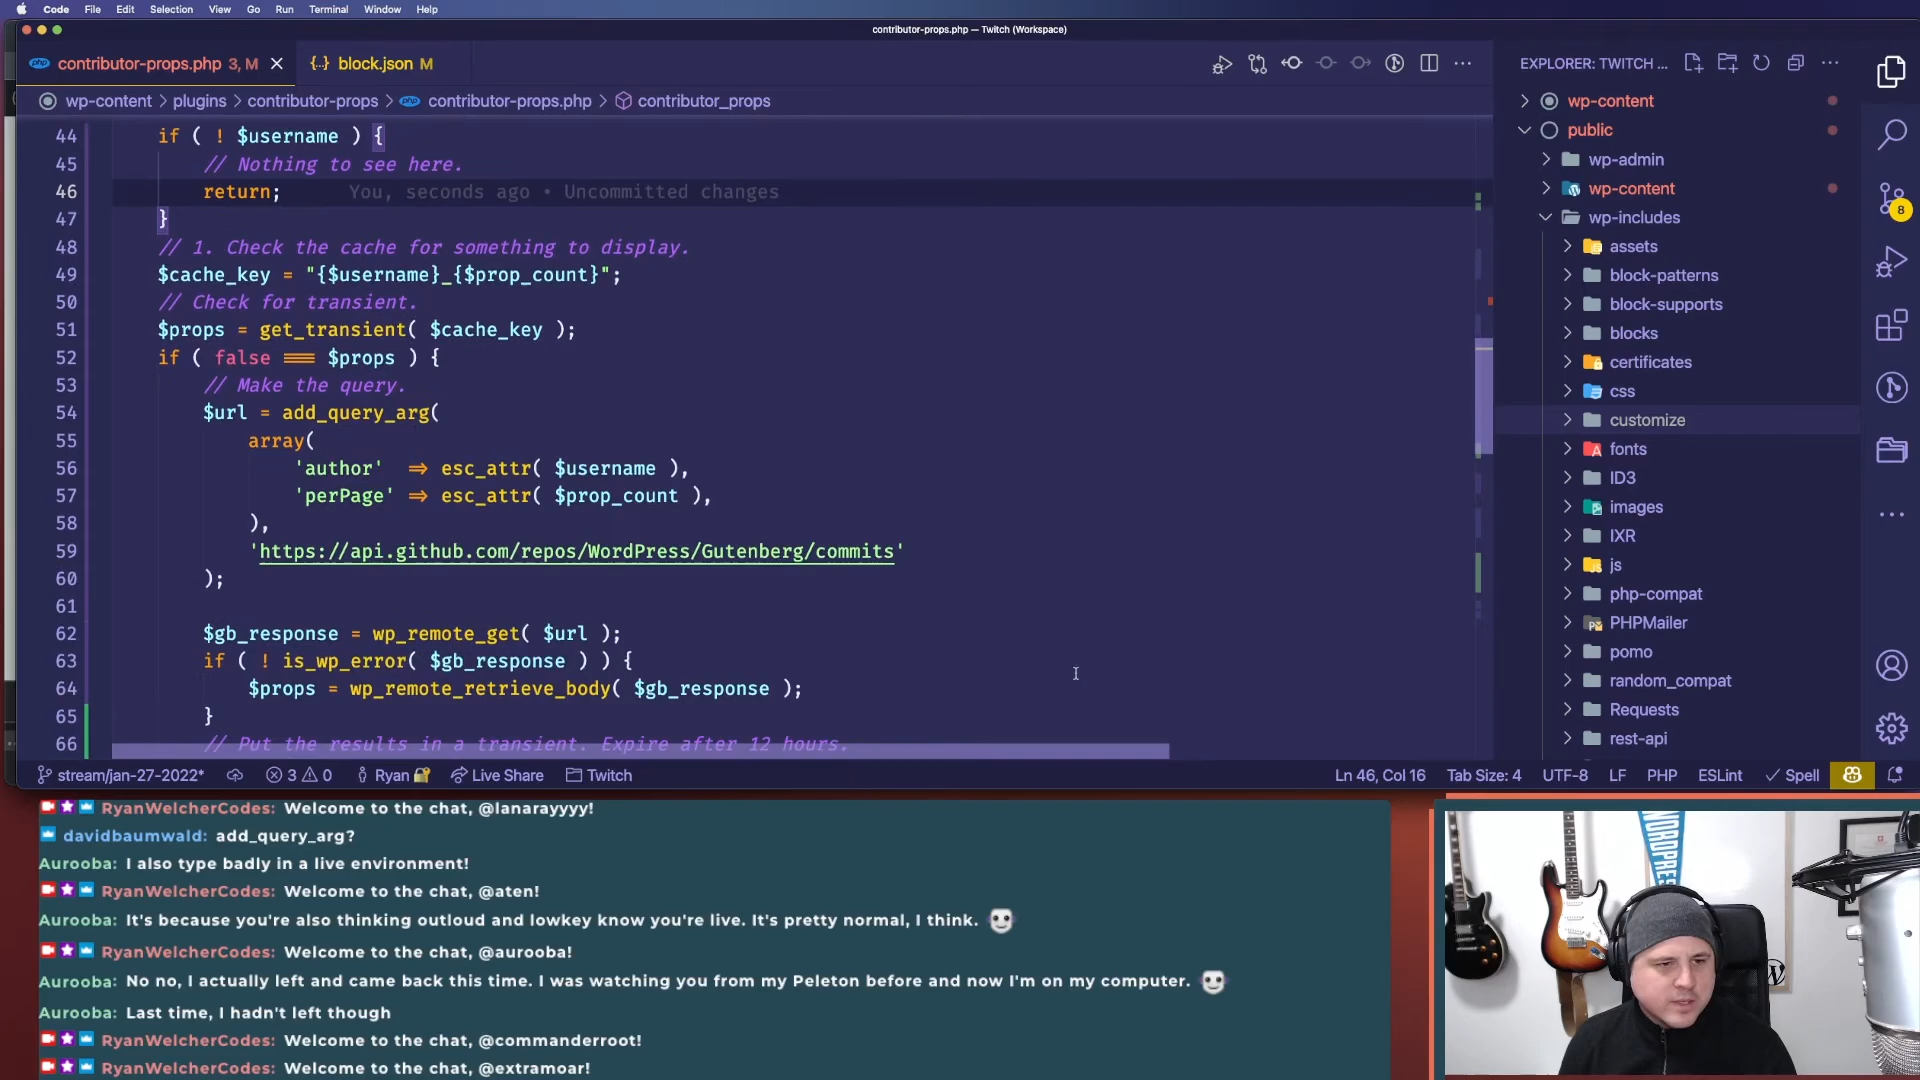 Code File Edit Selection View Go Run Terminal Window Help
contributor-props.php — Twitch (Workspace)
contributor-props.php 3, M
block.json M
EXPLORER: TWITCH ...
wp-content > plugins > contributor-props > contributor-props.php > contributor_props
44 if ( ! $username ) {
45 // Nothing to see here.
46 return; You, seconds ago • Uncommitted changes
47 }
48 // 1. Check the cache for something to display.
49 $cache_key = "{$username}_{$prop_count}";
50 // Check for transient.
51 $props = get_transient( $cache_key );
52 if ( false === $props ) {
53 // Make the query.
54 $url = add_query_arg(
55 array(
56 'author' => esc_attr( $username ),
57 'perPage' => esc_attr( $prop_count ),
58 ),
59 'https://api.github.com/repos/WordPress/Gutenberg/commits'
60 );
61
62 $gb_response = wp_remote_get( $url );
63 if ( ! is_wp_error( $gb_response ) ) {
64 $props = wp_remote_retrieve_body( $gb_response );
65 }
66 // Put the results in a transient. Expire after 12 hours.
wp-content
public
wp-admin
wp-content
wp-includes
assets
block-patterns
block-supports
blocks
certificates
css
customize
fonts
ID3
images
IXR
js
php-compat
PHPMailer
pomo
random_compat
Requests
rest-api
8
stream/jan-27-2022* 3 0 Ryan Live Share Twitch
Ln 46, Col 16 Tab Size: 4 UTF-8 LF PHP ESLint Spell
RyanWelcherCodes: Welcome to the chat, @lanarayyyy!
davidbaumwald: add_query_arg?
Aurooba: I also type badly in a live environment!
RyanWelcherCodes: Welcome to the chat, @aten!
Aurooba: It's because you're also thinking outloud and lowkey know you're live. It's pretty normal, I think.
RyanWelcherCodes: Welcome to the chat, @aurooba!
Aurooba: No no, I actually left and came back this time. I was watching you from my Peleton before and now I'm on my computer.
Aurooba: Last time, I hadn't left though
RyanWelcherCodes: Welcome to the chat, @commanderroot!
RyanWelcherCodes: Welcome to the chat, @extramoar!